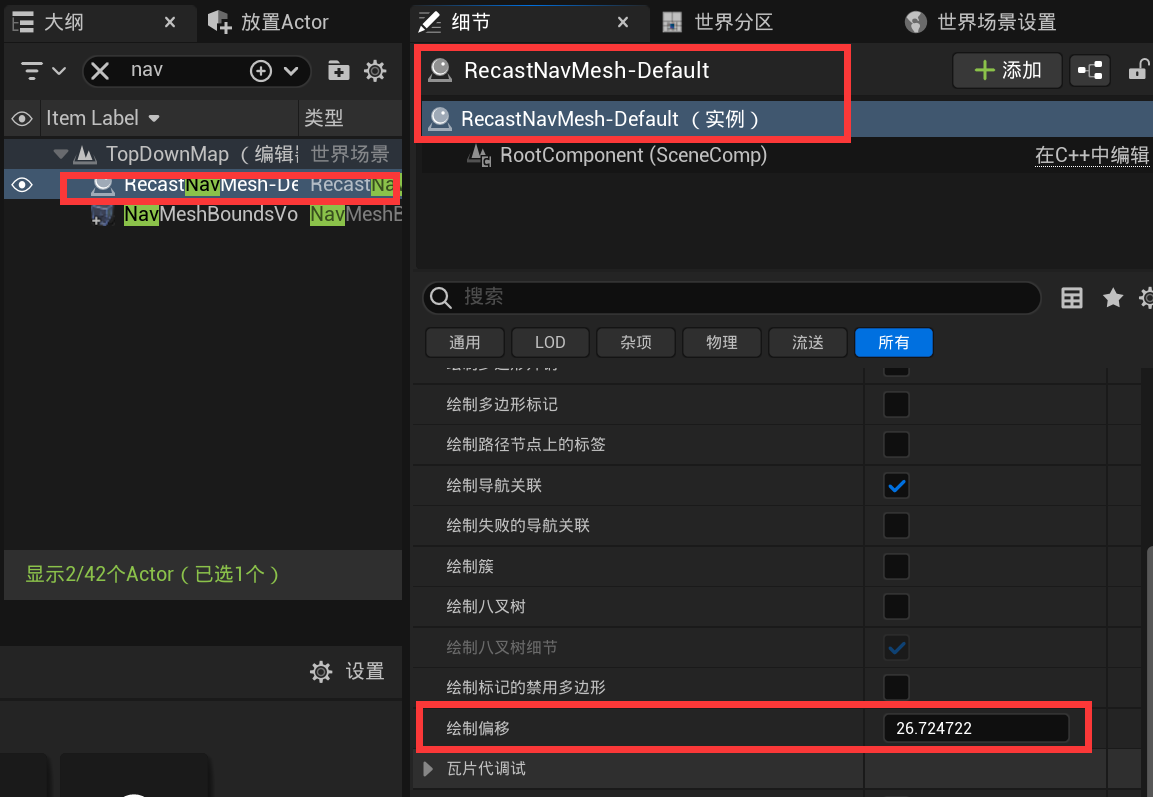 大纲
放置Actor
细节
世界分区
世界场景设置
nav
RecastNavMesh-Default
添加
Item Label
类型
RecastNavMesh-Default （实例）
TopDownMap（编辑
世界场景
RootComponent (SceneComp)
在C++中编辑
RecastNavMesh-De
RecastNav
NavMeshBoundsVo
NavMeshB
搜索
通用
LOD
杂项
物理
流送
所有
绘制多边形标记
绘制路径节点上的标签
绘制导航关联
绘制失败的导航关联
显示2/42个Actor（已选1个）
绘制簇
绘制八叉树
绘制八叉树细节
设置
绘制标记的禁用多边形
绘制偏移
26.724722
瓦片代调试